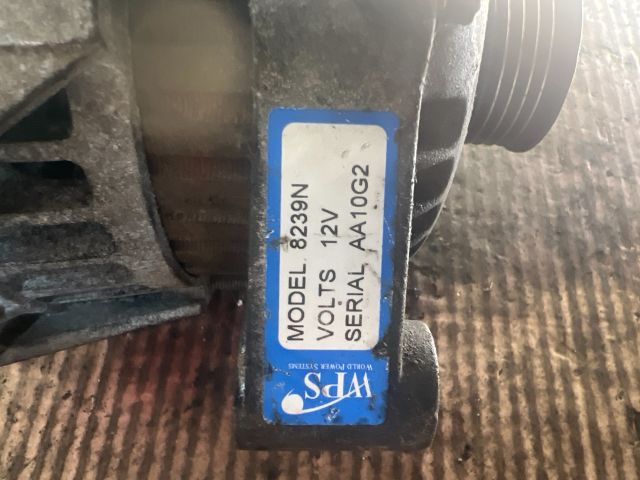 MODEL 8239N
VOLTS 12V
SERIAL AA10G2
WPS
WORLD POWER SYSTEMS